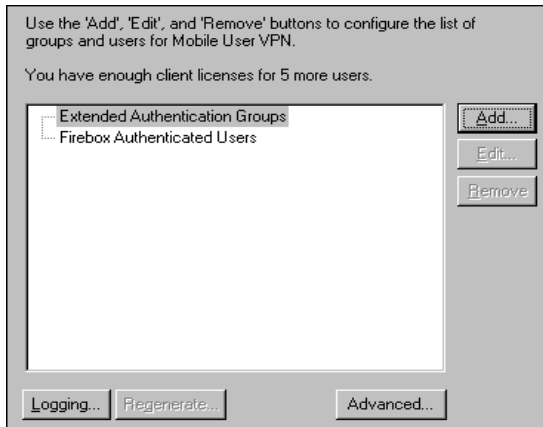 Use the 'Add', 'Edit', and 'Remove' buttons to configure the list of
groups and users for Mobile User VPN.
You have enough client licenses for 5 more users.
Extended Authentication Groups
Firebox Authenticated Users
Add...
Edit...
Remove
Logging...
Regenerate...
Advanced...